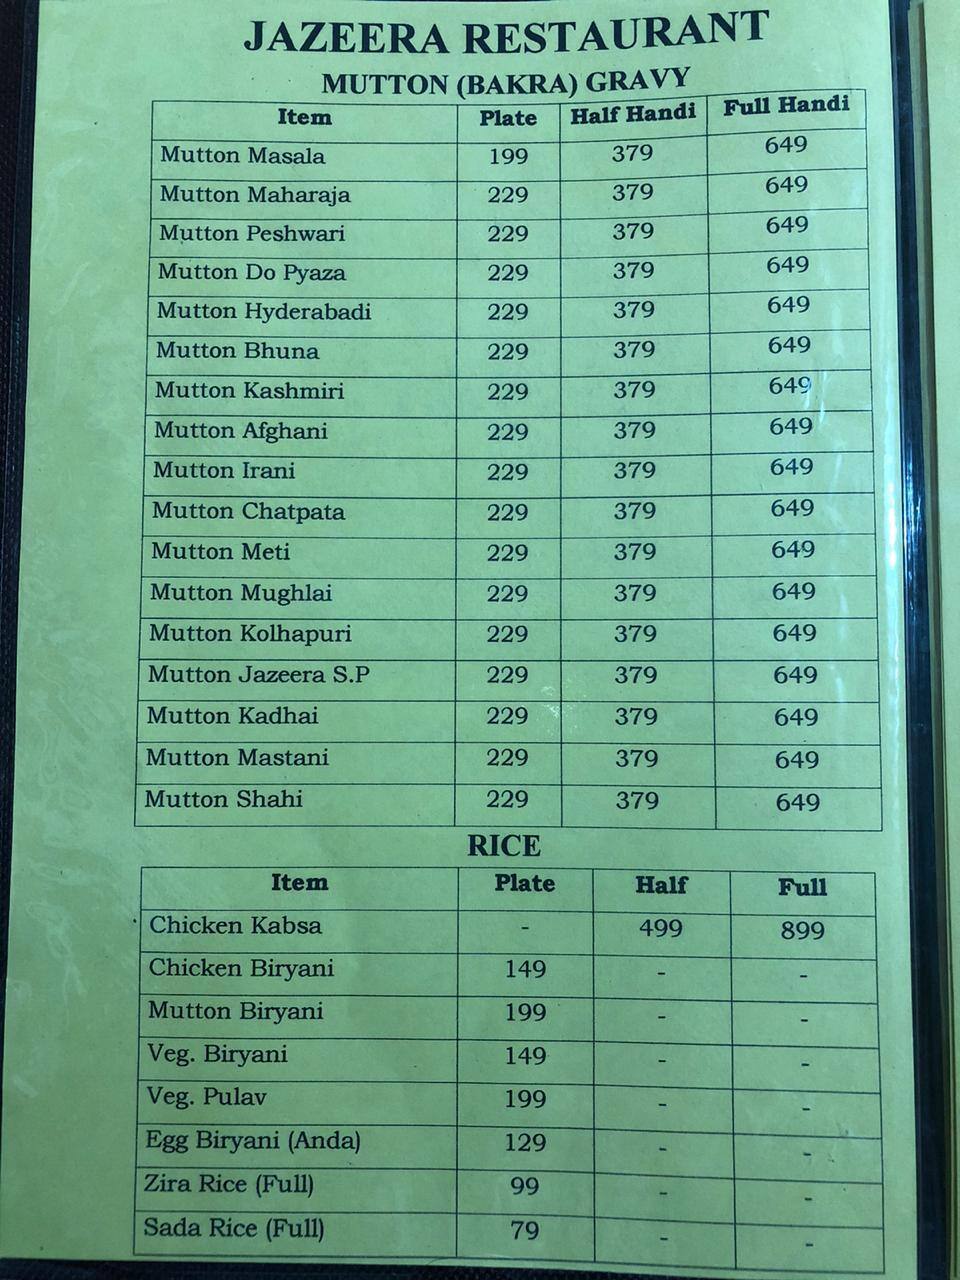 JAZEERA RESTAURANT
MUTTON (BAKRA) GRAVY
Item Plate Half Handi Full Handi
Mutton Masala 199 379 649
Mutton Maharaja 229 379 649
Mutton Peshwari 229 379 649
Mutton Do Pyaza 229 379 649
Mutton Hyderabadi 229 379 649
Mutton Bhuna 229 379 649
Mutton Kashmiri 229 379 649
Mutton Afghani 229 379 649
Mutton Irani 229 379 649
Mutton Chatpata 229 379 649
Mutton Meti 229 379 649
Mutton Mughlai 229 379 649
Mutton Kolhapuri 229 379 649
Mutton Jazeera S.P 229 379 649
Mutton Kadhai 229 379 649
Mutton Mastani 229 379 649
Mutton Shahi 229 379 649
RICE
Item Plate Half Full
Chicken Kabsa - 499 899
Chicken Biryani 149 - -
Mutton Biryani 199 - -
Veg. Biryani 149 - -
Veg. Pulav 199 - -
Egg Biryani (Anda) 129 - -
Zira Rice (Full) 99 - -
Sada Rice (Full) 79 - -